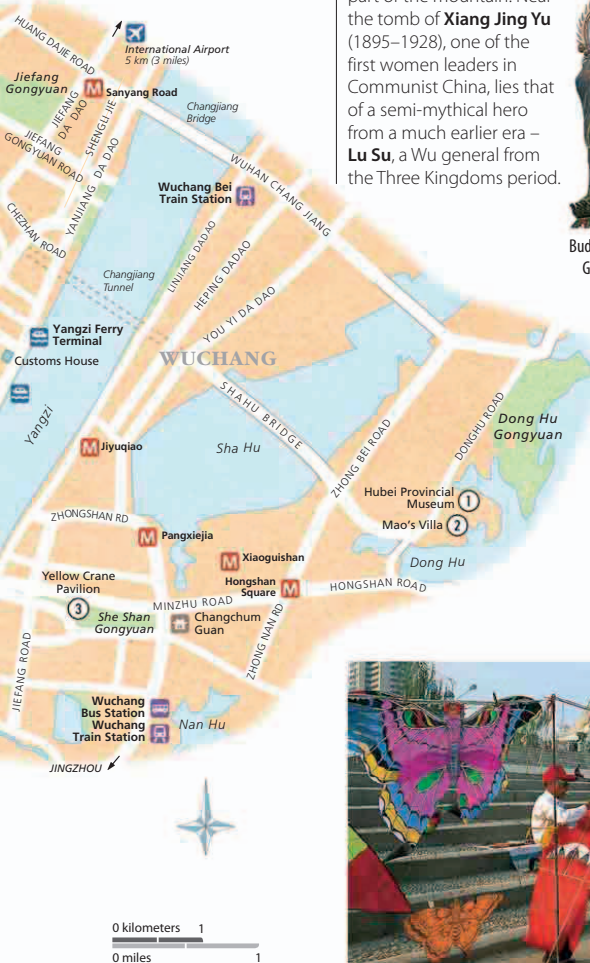 part of the mountain. Near
the tomb of Xiang Jing Yu
(1895–1928), one of the
first women leaders in
Communist China, lies that
of a semi-mythical hero
from a much earlier era –
Lu Su, a Wu general from
the Three Kingdoms period.
HUANG DAJIE ROAD
International Airport
5 km (3 miles)
Jiefang
Gongyuan
Sanyang Road
JIEFANG
DA DAO
SHENGLI JIE
Changjiang
Bridge
JIEFANG
GONGYUAN ROAD
YANJIANG DA DAO
WUHAN CHANG JIANG
Wuchang Bei
Train Station
CHEZHAN ROAD
LINJIANG DADAO
HEPING DADAO
Changjiang
Tunnel
YOU YI DA DAO
Yangzi Ferry
Terminal
Customs House
WUCHANG
SHAHU BRIDGE
Yangzi
Jiyuqiao
Sha Hu
ZHONG BEI ROAD
DONGHU ROAD
Dong Hu
Gongyuan
Hubei Provincial
Museum
1
Mao's Villa
2
ZHONGSHAN RD
Pangxiejia
Xiaoguishan
Dong Hu
Hongshan
Square
HONGSHAN ROAD
Yellow Crane
Pavilion
3
MINZHU ROAD
She Shan
Gongyuan
Changchum
Guan
ZHONG NAN RD
JIEFANG ROAD
Wuchang
Bus Station
Wuchang
Train Station
Nan Hu
JINGZHOU
0 kilometers 1
0 miles 1